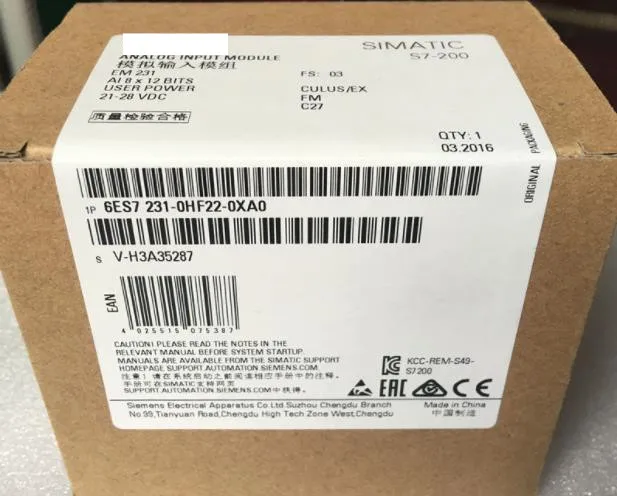 ANALOG INPUT MODULE
模拟输入模组
EM 231
AI 8 x 12 BITS
USER POWER
21-28 VDC
质量检验合格
SIMATIC
S7-200
FS: 03
CULUS/EX
FM
C27
QTY: 1
03.2016
ORIGINAL PACKAGING
1P 6ES7 231-0HF22-0XA0
S V-H3A35287
EAN
4 025515 075387
CAUTION! PLEASE READ THE NOTES IN THE
RELEVANT MANUAL BEFORE SYSTEM STARTUP.
MANUALS ARE AVAILABLE FROM THE SIMATIC SUPPORT
HOMEPAGE SUPPORT.AUTOMATION.SIEMENS.COM
注意! 请在系统启动之前阅读相应手册中的注释。
手册可在SIMATIC支持网页
SUPPORT.AUTOMATION.SIEMENS.COM中获得。
KCC-REM-S49-
S7200
EAC
CE
Siemens Electrical Apparatus Co.Ltd.Suzhou Chengdu Branch
No.99,Tianyuan Road,Chengdu High Tech Zone West,Chengdu
Made in China
中国制造